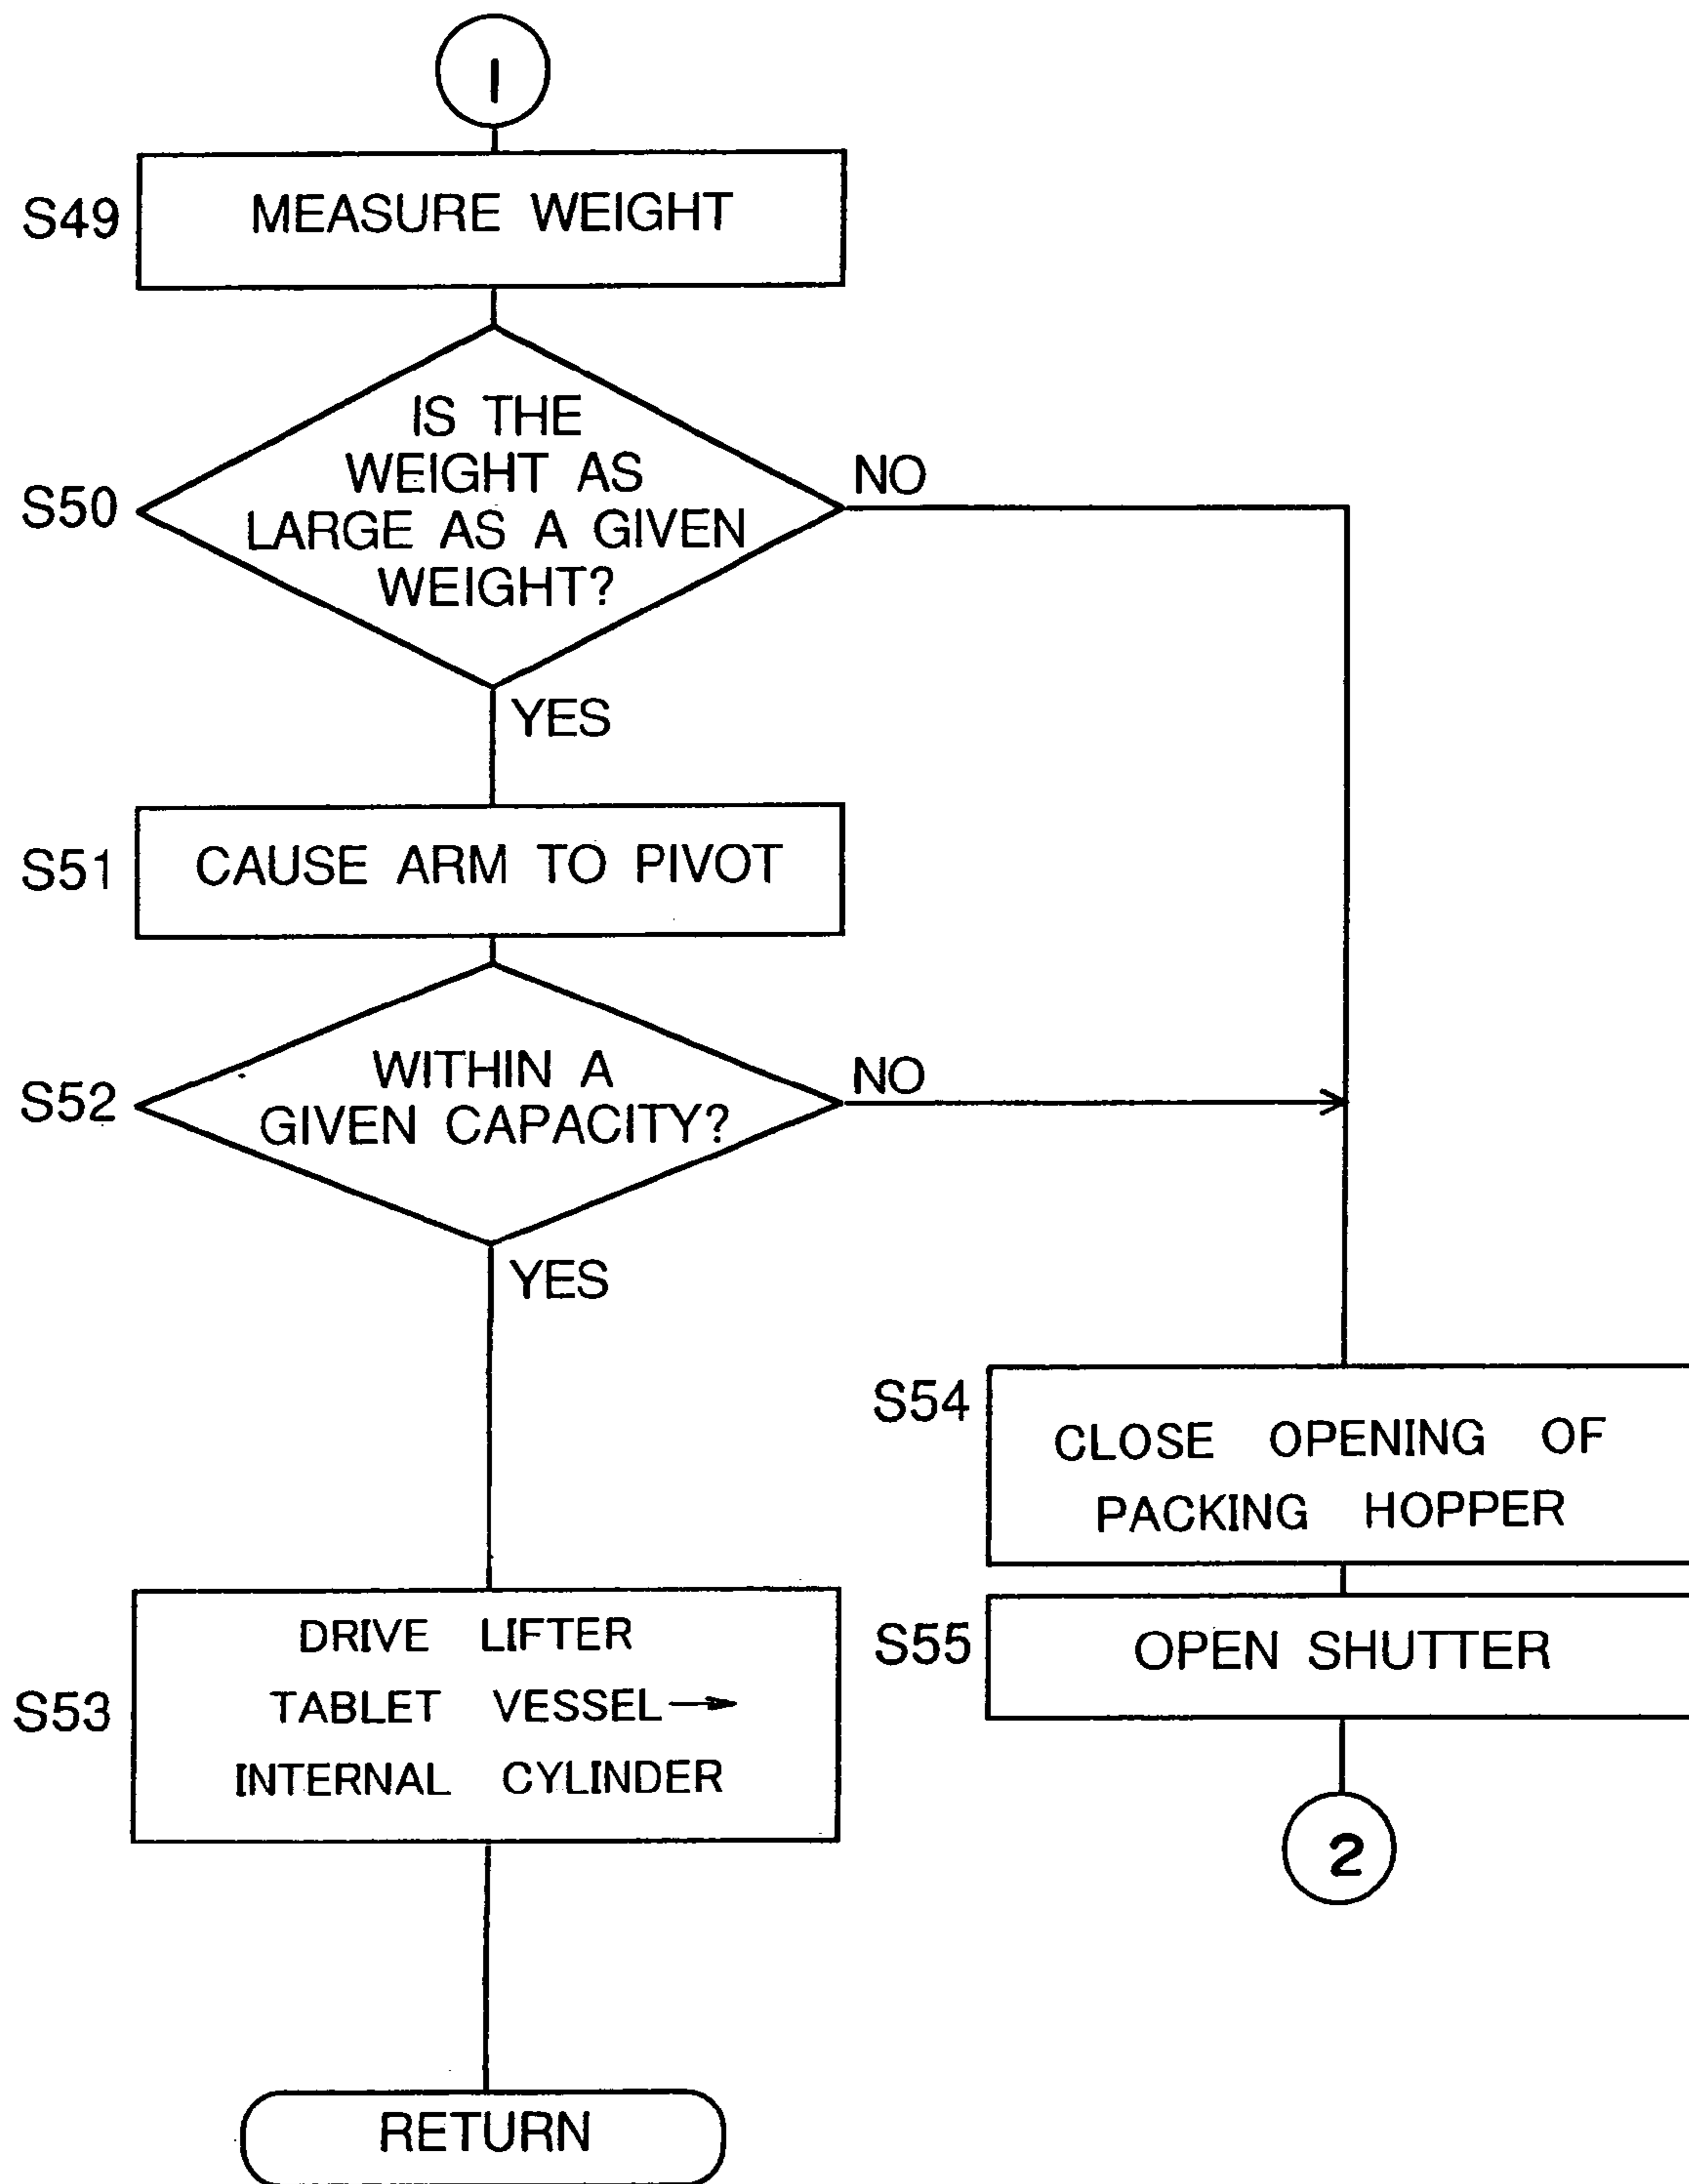 1
S49
MEASURE WEIGHT
S50
IS THE
WEIGHT AS
LARGE AS A GIVEN
WEIGHT?
NO
YES
S51
CAUSE ARM TO PIVOT
S52
WITHIN A
GIVEN CAPACITY?
NO
YES
S53
DRIVE LIFTER
TABLET VESSEL→
INTERNAL CYLINDER
RETURN
S54
CLOSE OPENING OF
PACKING HOPPER
S55
OPEN SHUTTER
2